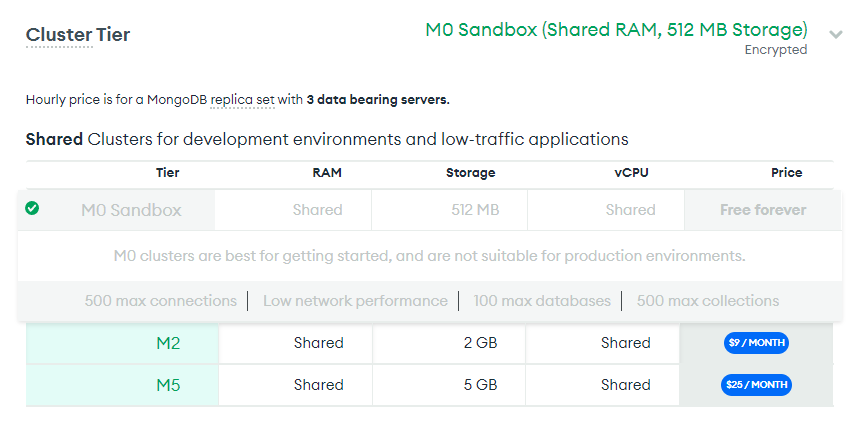 Cluster Tier
M0 Sandbox (Shared RAM, 512 MB Storage)
Encrypted
Hourly price is for a MongoDB replica set with 3 data bearing servers.
Shared Clusters for development environments and low-traffic applications
Tier RAM Storage vCPU Price
M0 Sandbox Shared 512 MB Shared Free forever
M0 clusters are best for getting started, and are not suitable for production environments.
500 max connections Low network performance 100 max databases 500 max collections
M2 Shared 2 GB Shared $9 / MONTH
M5 Shared 5 GB Shared $25 / MONTH